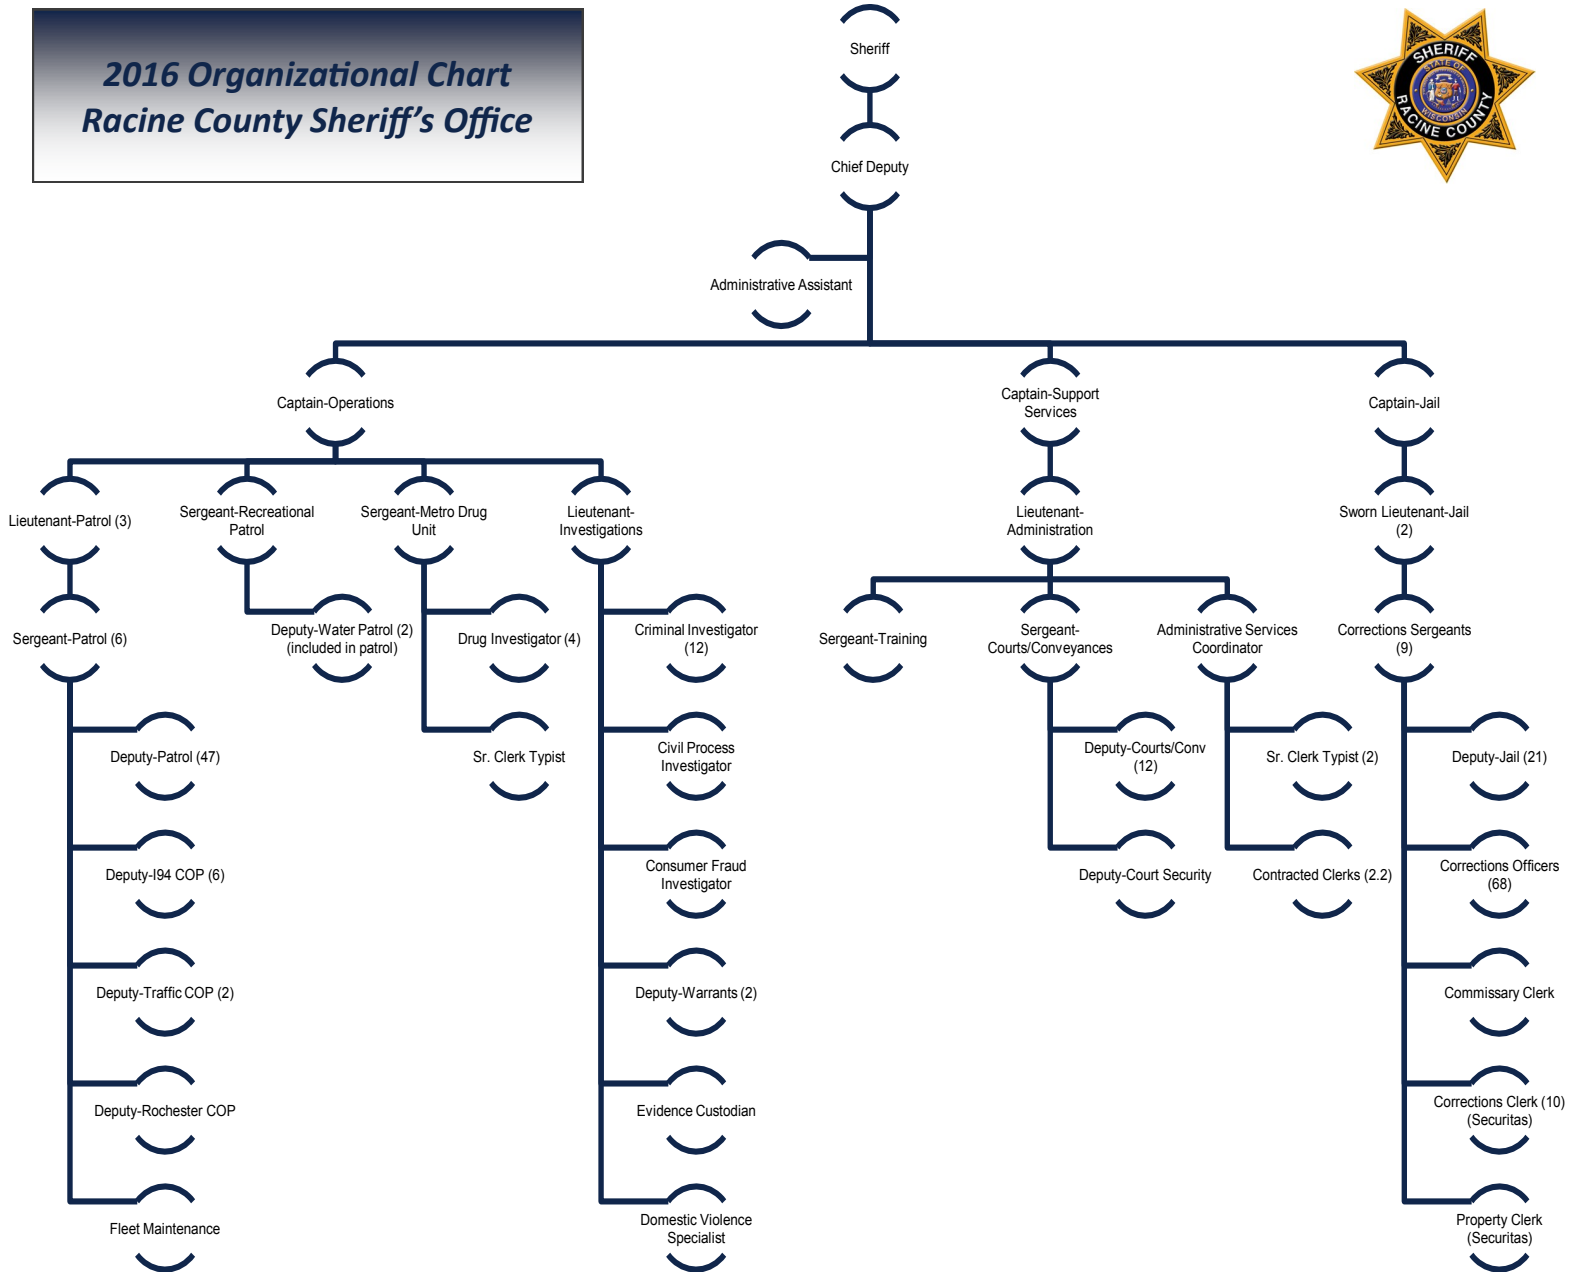 2016 Organizational Chart
Racine County Sheriff's Office
SHERIFF
STATE OF
WISCONSIN
RACINE COUNTY
Sheriff
Chief Deputy
Administrative Assistant
Captain-Operations
Captain-Support
Services
Captain-Jail
Lieutenant-Patrol (3)
Sergeant-Recreational
Patrol
Sergeant-Metro Drug
Unit
Lieutenant-
Investigations
Lieutenant-
Administration
Sworn Lieutenant-Jail
(2)
Sergeant-Patrol (6)
Deputy-Water Patrol (2)
(included in patrol)
Drug Investigator (4)
Criminal Investigator
(12)
Sergeant-Training
Sergeant-
Courts/Conveyances
Administrative Services
Coordinator
Corrections Sergeants
(9)
Deputy-Patrol (47)
Sr. Clerk Typist
Civil Process
Investigator
Deputy-Courts/Conv
(12)
Sr. Clerk Typist (2)
Deputy-Jail (21)
Deputy-I94 COP (6)
Consumer Fraud
Investigator
Deputy-Court Security
Contracted Clerks (2.2)
Corrections Officers
(68)
Deputy-Traffic COP (2)
Deputy-Warrants (2)
Commissary Clerk
Deputy-Rochester COP
Evidence Custodian
Corrections Clerk (10)
(Securitas)
Fleet Maintenance
Domestic Violence
Specialist
Property Clerk
(Securitas)